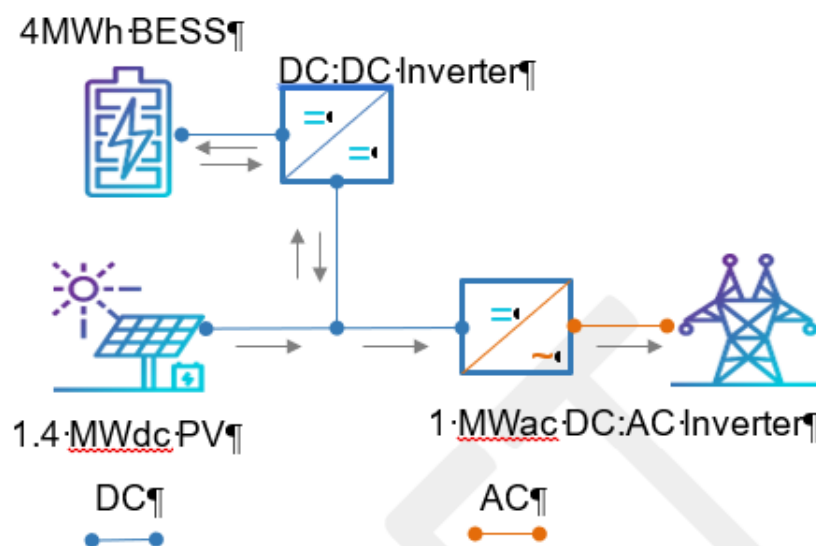 4MWh·BESS¶
DC:DC·Inverter¶
1.4·MWdc·PV¶
1·MWac·DC:AC·Inverter¶
DC¶
AC¶